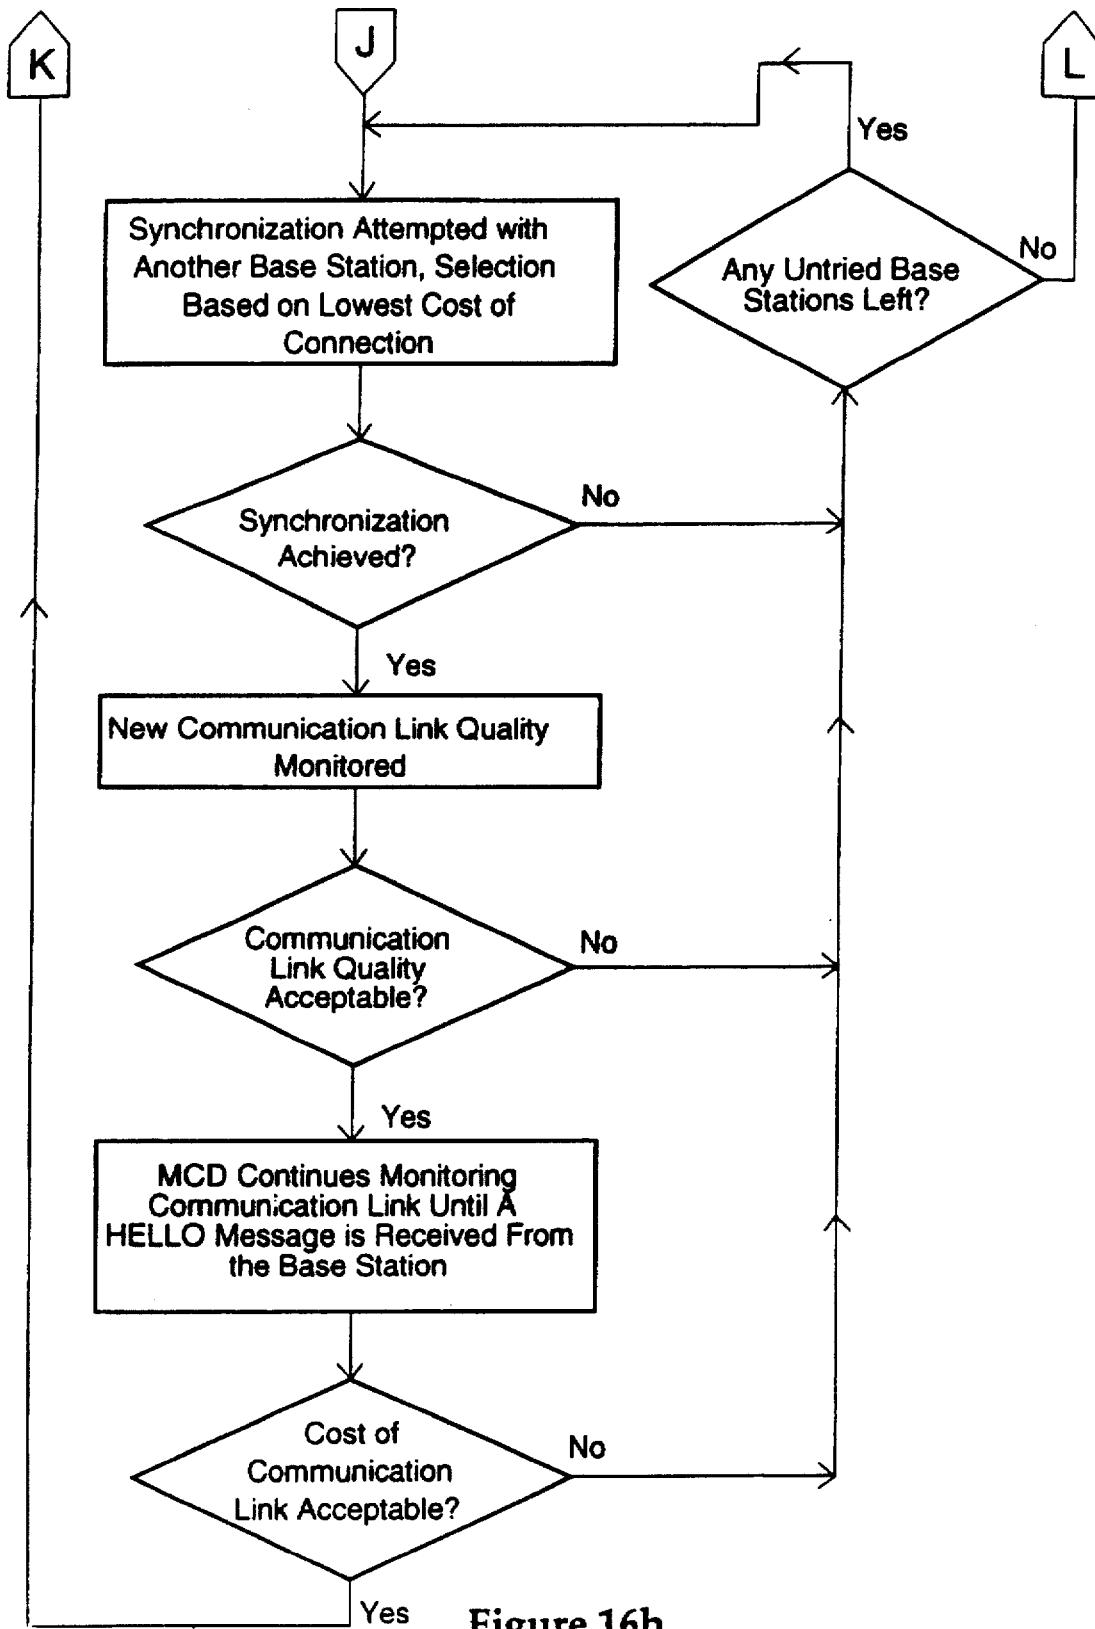 K
J
L
Yes
Synchronization Attempted with
Another Base Station, Selection
Based on Lowest Cost of
Connection
Any Untried Base
Stations Left?
No
Synchronization
Achieved?
No
Yes
New Communication Link Quality
Monitored
Communication
Link Quality
Acceptable?
No
Yes
MCD Continues Monitoring
Communication Link Until A
HELLO Message is Received From
the Base Station
Cost of
Communication
Link Acceptable?
No
Yes
Figure 16b